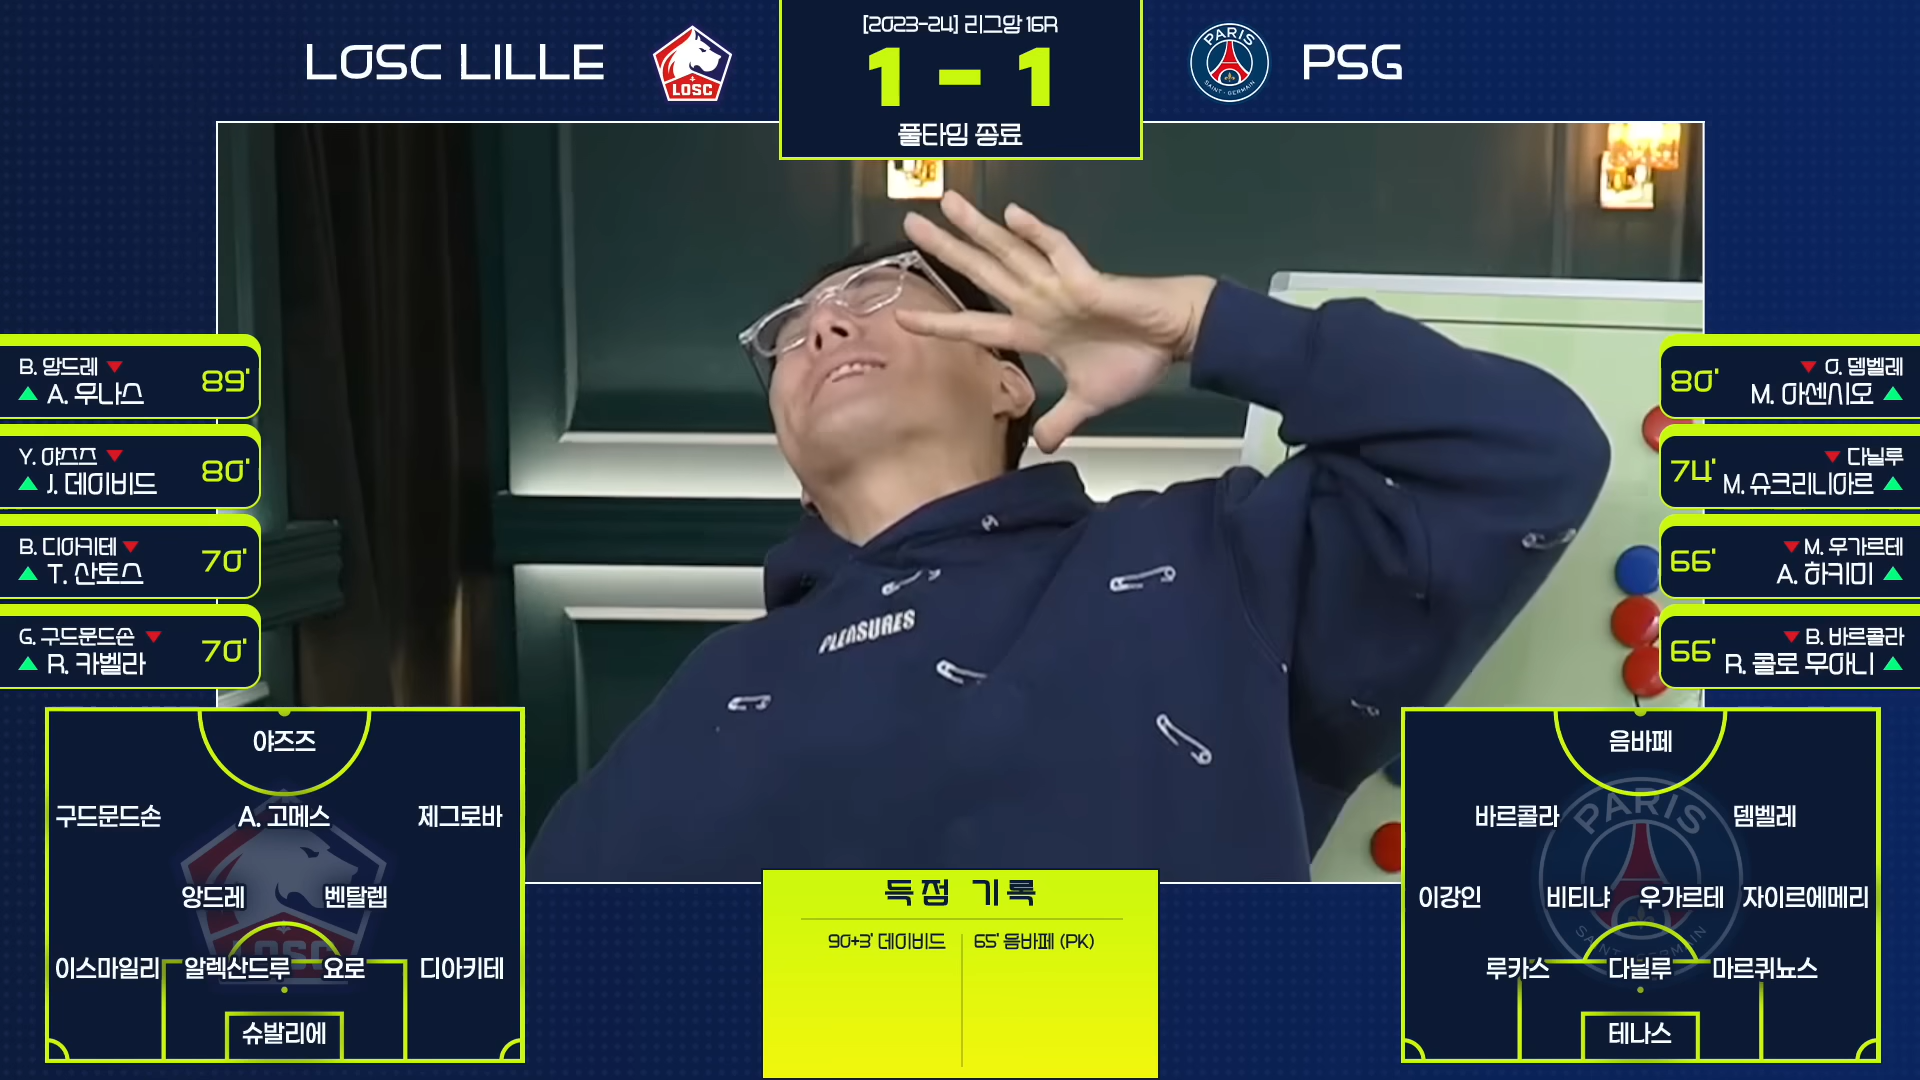 LOSC LILLE
LOSC
[2023-24] 리그앙 16R
1 - 1
풀타임 종료
PARIS
SAINT-GERMAIN
PSG
B. 앙드레
A. 우나스
89'
Y. 야즈즈
J. 데이비드
80'
B. 디아키테
T. 산토스
70'
G. 구드문드손
R. 카벨라
70'
80'
O. 뎀벨레
M. 아센시오
74'
다닐루
M. 슈크리니아르
66'
M. 우가르테
A. 하키미
66'
B. 바르콜라
R. 콜로 무아니
PLEASURES
야즈즈
구드문드손 A. 고메스 제그로바
앙드레 벤탈렙
LOSC
이스마일리 알렉산드루 요로 디아키테
슈발리에
득점 기록
90+3' 데이비드
65' 음바페 (PK)
음바페
PARIS
바르콜라 뎀벨레
이강인 비티냐 우가르테 자이르에메리
SAINT-GERMAIN
루카스 다닐루 마르퀴뇨스
테나스